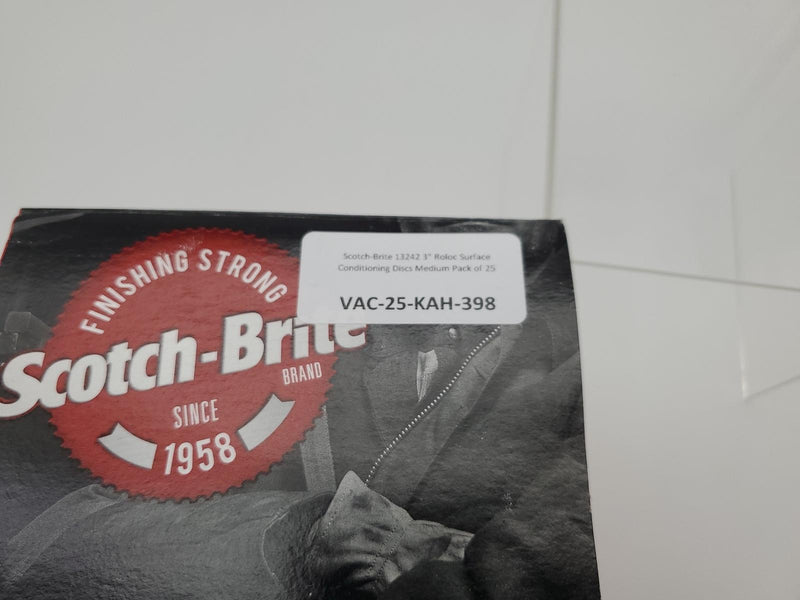 FINISHING STRONG
Scotch-Brite
BRAND
SINCE
1958
Scotch-Brite 13242 3" Roloc Surface
Conditioning Discs Medium Pack of 25
VAC-25-KAH-398